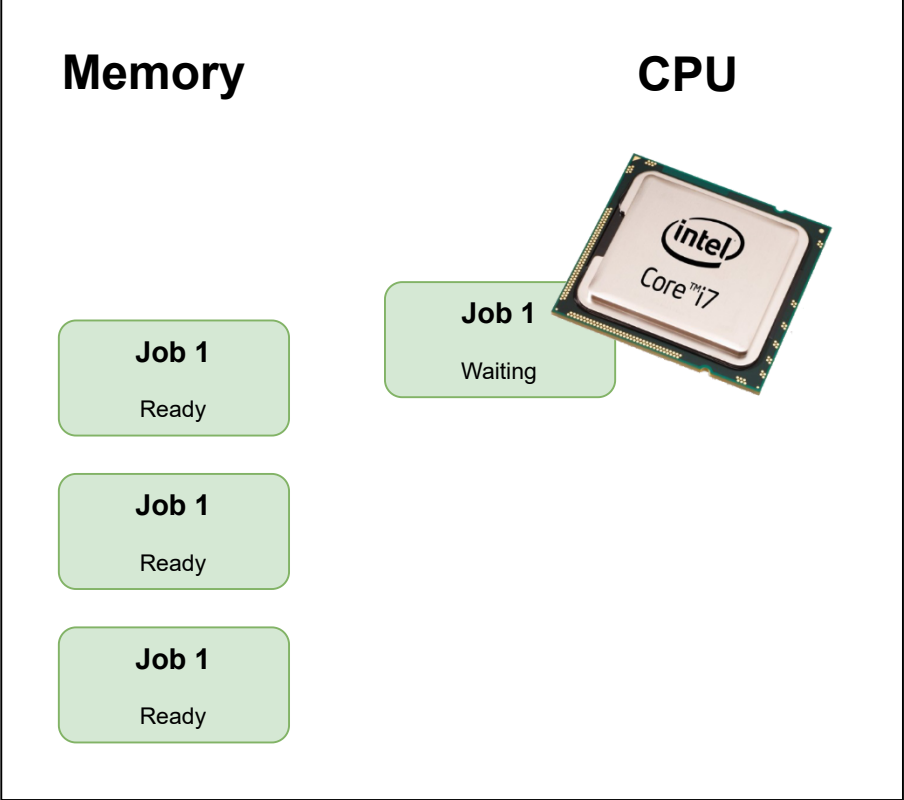 Memory
CPU
intel
Core™i7
Job 1
Waiting
Job 1
Ready
Job 1
Ready
Job 1
Ready